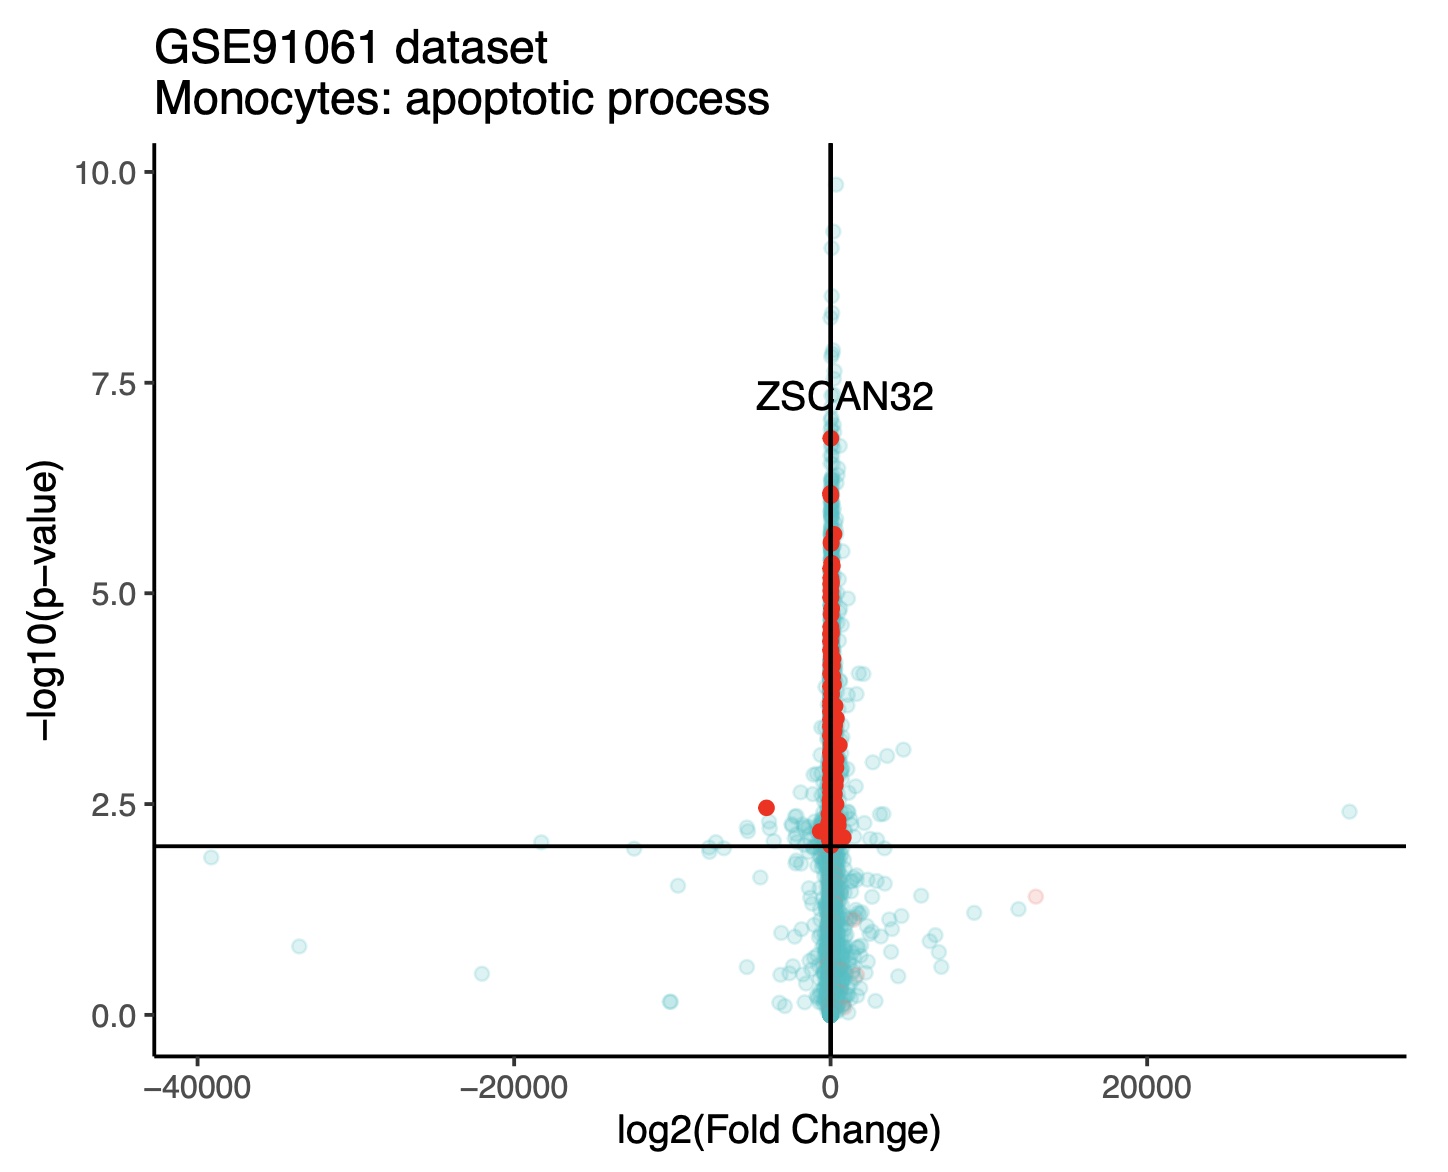 GSE91061 dataset
Monocytes: apoptotic process
10.0
7.5
ZSCAN32
5.0
2.5
0.0
−log10(p−value)
−40000
−20000
0
20000
log2(Fold Change)